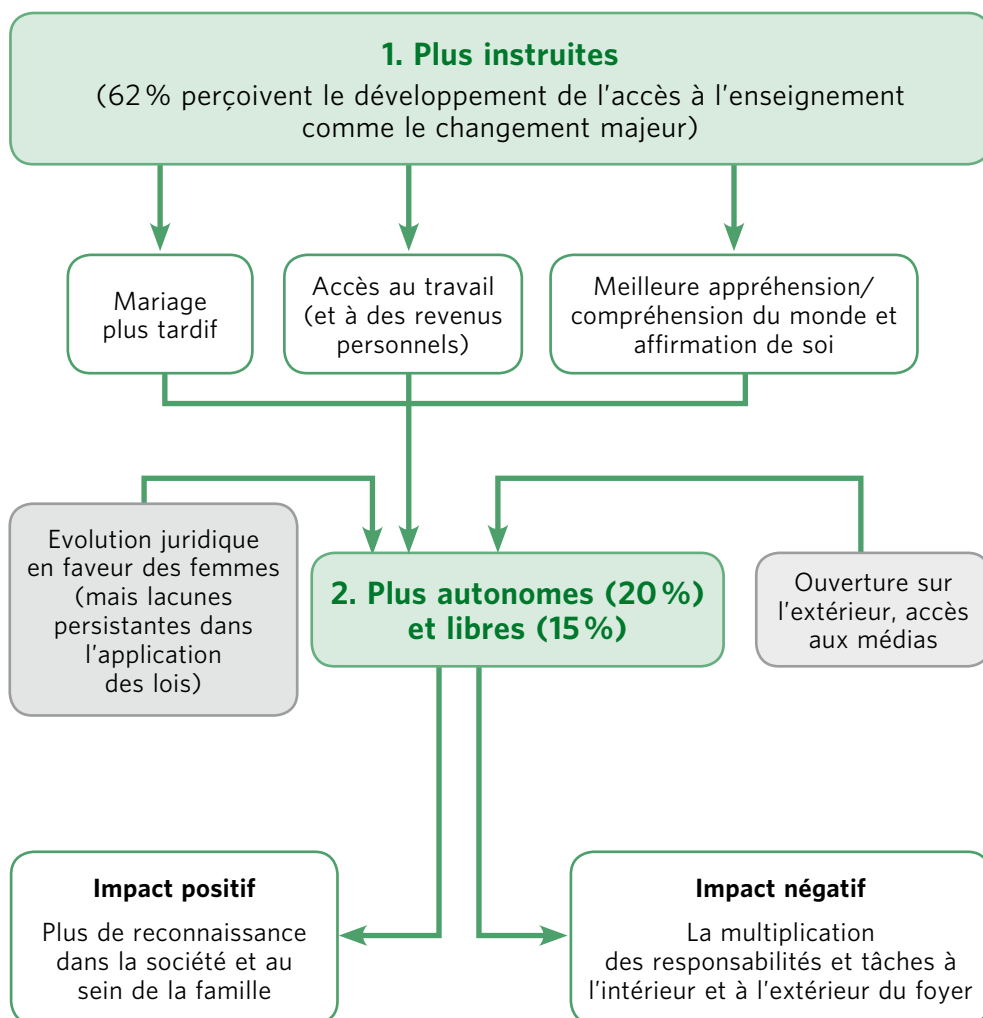 1. Plus instruites
(62 % perçoivent le développement de l'accès à l'enseignement
comme le changement majeur)
Mariage
plus tardif
Accès au travail
(et à des revenus
personnels)
Meilleure appréhension/
compréhension du monde et
affirmation de soi
Evolution juridique
en faveur des femmes
(mais lacunes
persistantes dans
l'application
des lois)
2. Plus autonomes (20 %)
et libres (15 %)
Ouverture sur
l'extérieur, accès
aux médias
Impact positif
Plus de reconnaissance
dans la société et au
sein de la famille
Impact négatif
La multiplication
des responsabilités et tâches à
l'intérieur et à l'extérieur du foyer